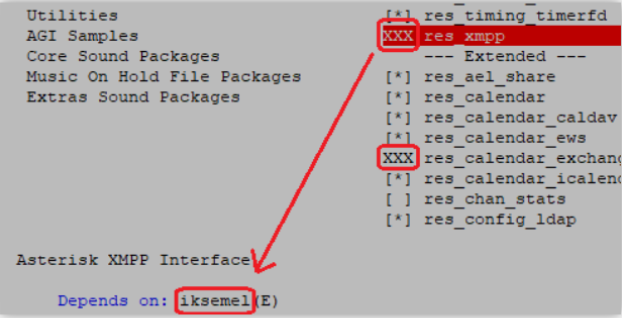 Utilities
AGI Samples
Core Sound Packages
Music On Hold File Packages
Extras Sound Packages
[*] res_timing_timerfd
XXX res_xmpp
--- Extended ---
[*] res_ael_share
[*] res_calendar
[*] res_calendar_caldav
[*] res_calendar_ews
XXX res_calendar_exchan
[*] res_calendar_icalend
[ ] res_chan_stats
[*] res_config_ldap
Asterisk XMPP Interface
Depends on: iksemel(E)